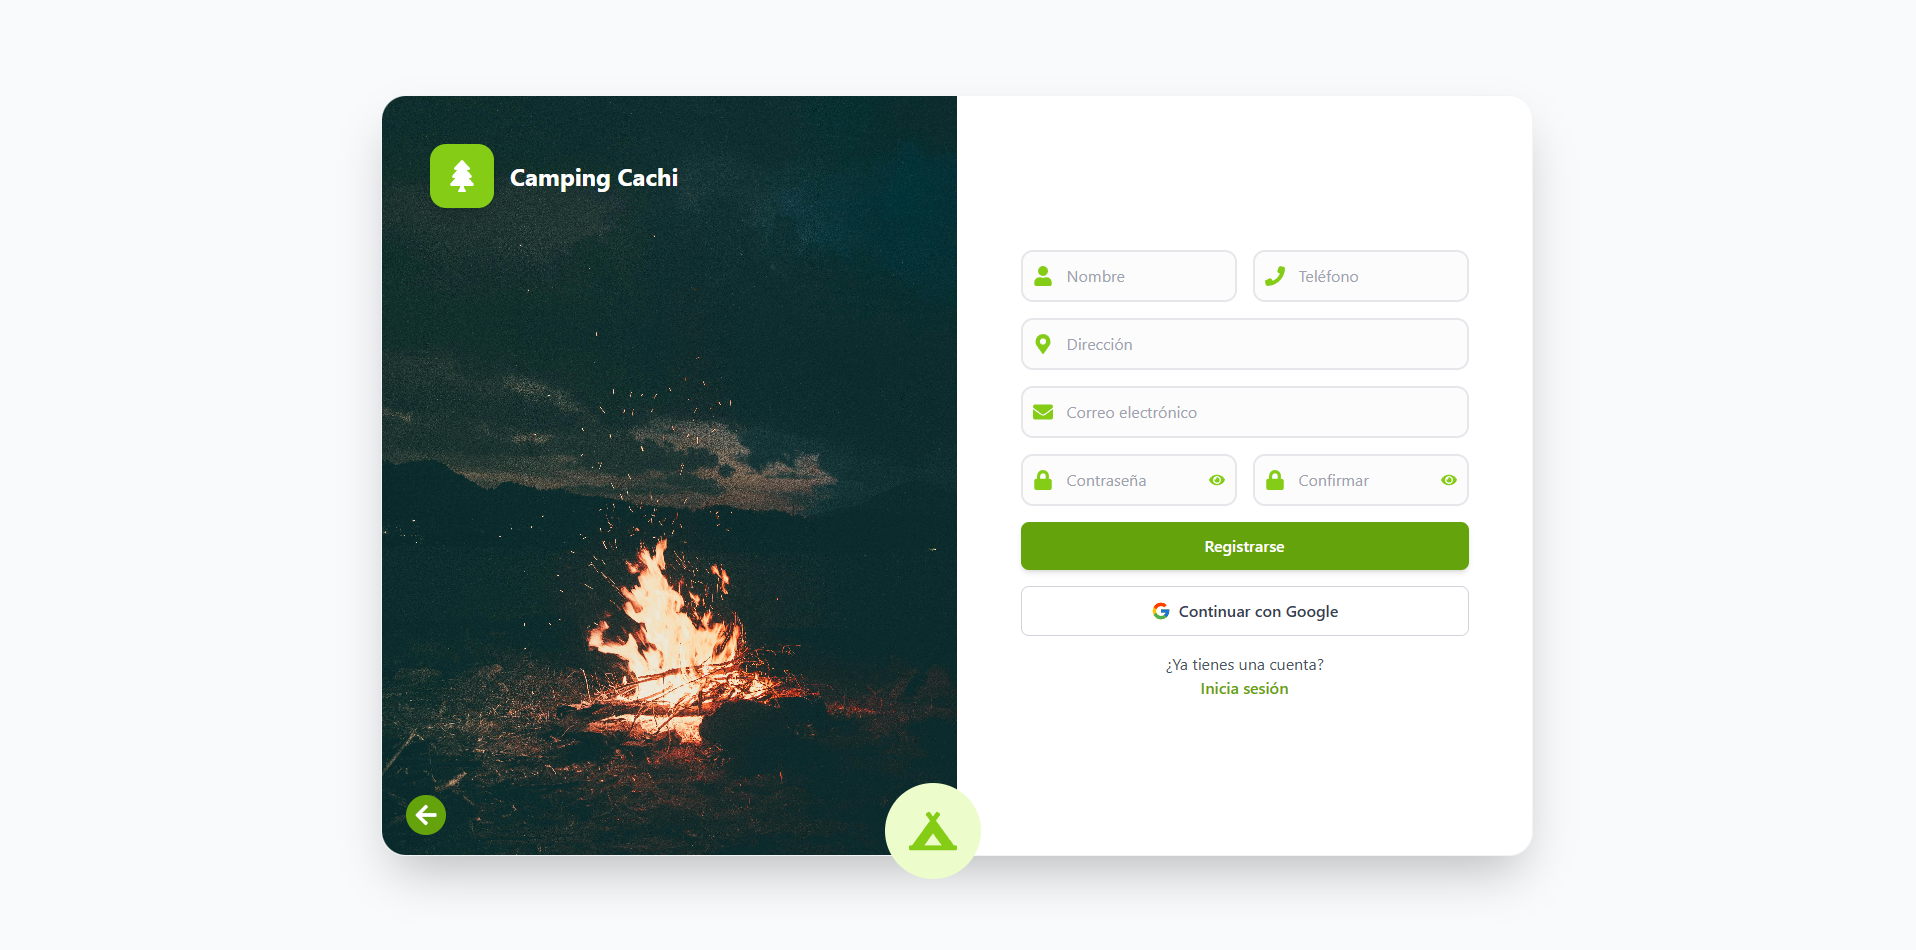 Camping Cachi
Nombre
Teléfono
Dirección
Correo electrónico
Contraseña
Confirmar
Registrarse
Continuar con Google
¿Ya tienes una cuenta?
Inicia sesión